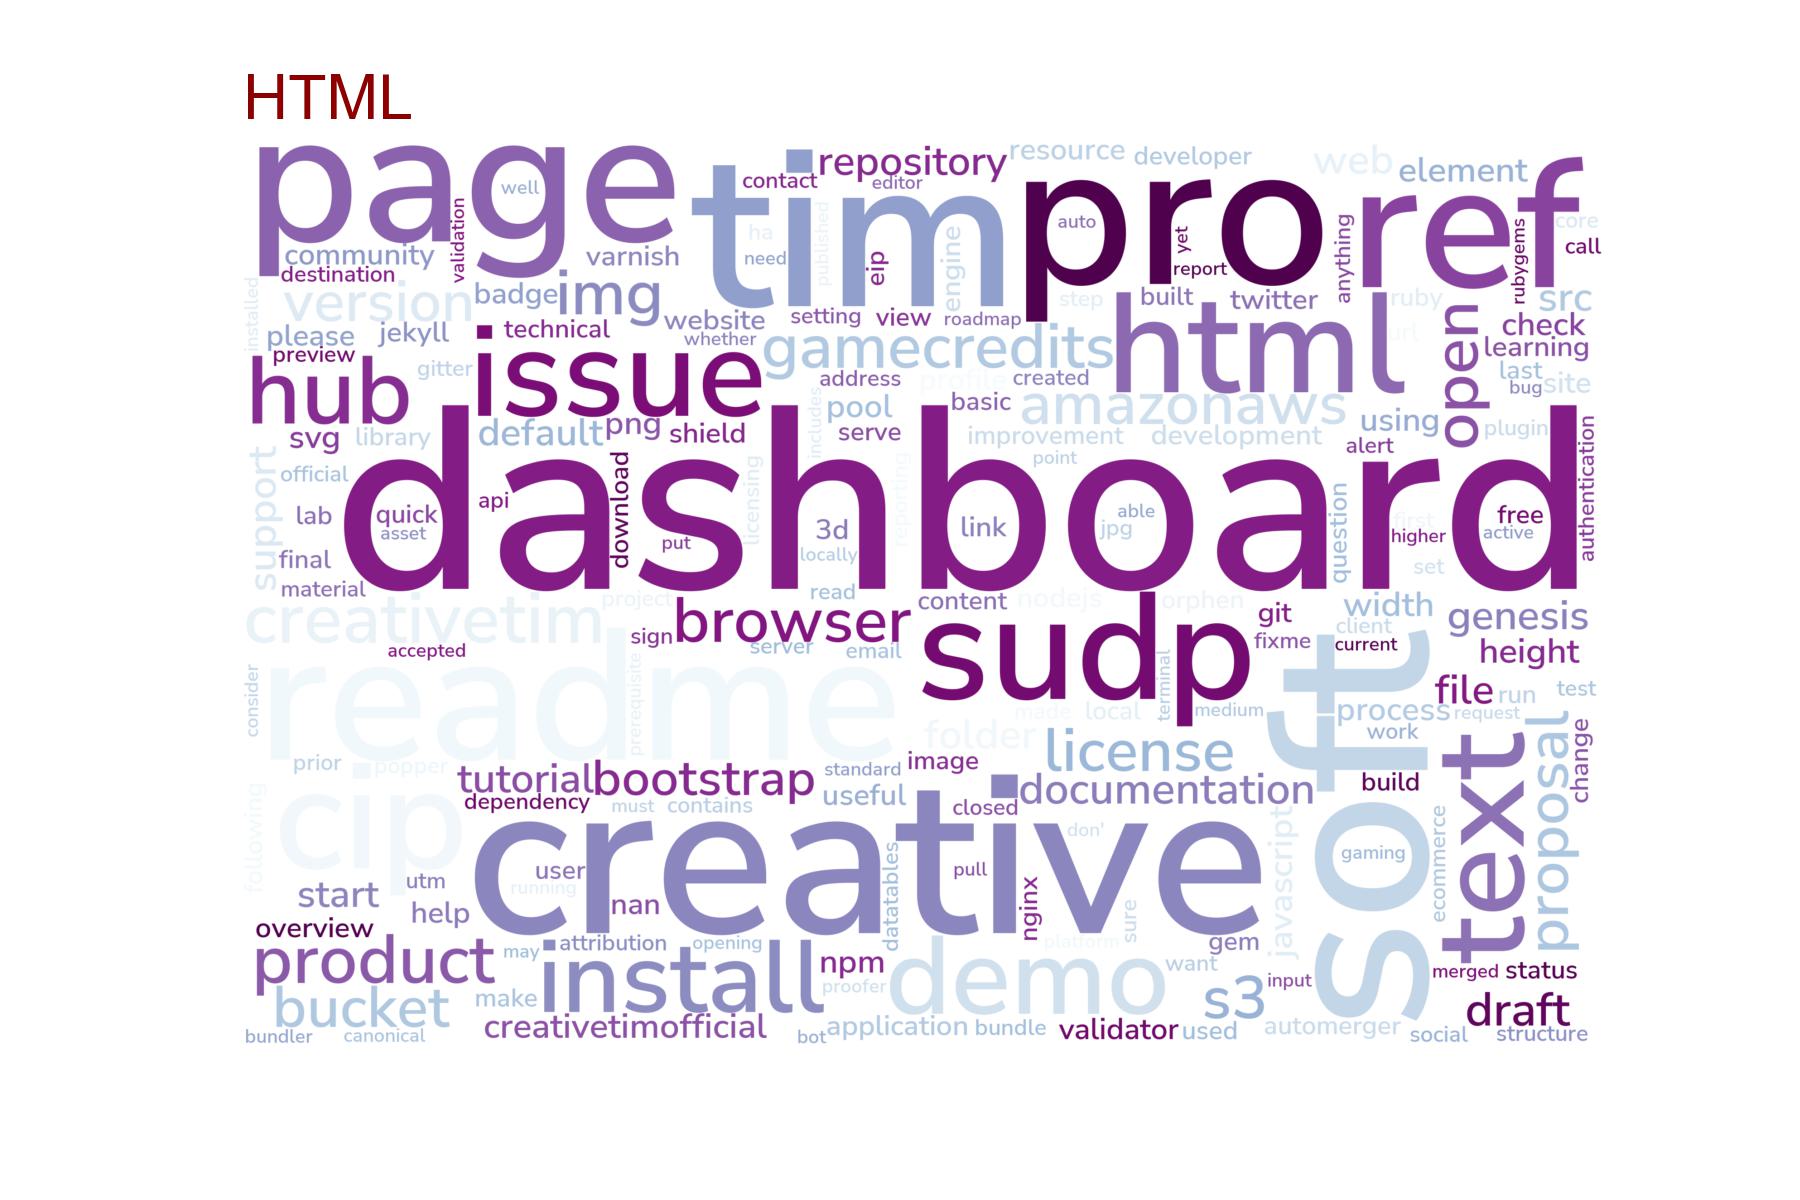 HTML
page
tim
pro
ref
repository
resource
developer
web
element
contact
editor
well
validation
published
auto
yet
report
anything
rubygems
core
call
community
destination
varnish
ha
need
eip
engine
installed
version
badge
img
website
setting
view
roadmap
step
built
twitter
ruby
url
src
open
check
learning
please
preview
jekyll
technical
whether
gamecredits
html
hub
gitter
issue
address
profile
created
last
bug
site
svg
library
default
png
shield
includes
pool
serve
basic
amazonaws
improvement
development
using
alert
plugin
point
support
official
dashboard
authentication
lab
quick
asset
api
download
put
licensing
3d
locally
reporting
link
able
jpg
question
first
higher
set
free
active
final
material
read
creativetim
project
accepted
sign
browser
server
email
content
nodejs
sudp
orphen
git
fixme
width
client
current
genesis
height
consider
readme
prerequisite
folder
made
local
terminal
medium
soft
file
run
test
process
request
work
text
proposal
change
prior
popper
tutorial
bootstrap
dependency
must
contains
standard
useful
image
license
closed
documentation
build
following
cip
creative
user
running
nan
datatables
pull
nginx
don'
sure
javascript
gaming
ecommerce
start
utm
help
overview
product
may
attribution
opening
install
npm
proofer
demo
platform
want
gem
s3
input
merged
status
bucket
make
creativetimofficial
bot
application
bundle
validator
used
automerger
social
draft
structure
bundler
canonical